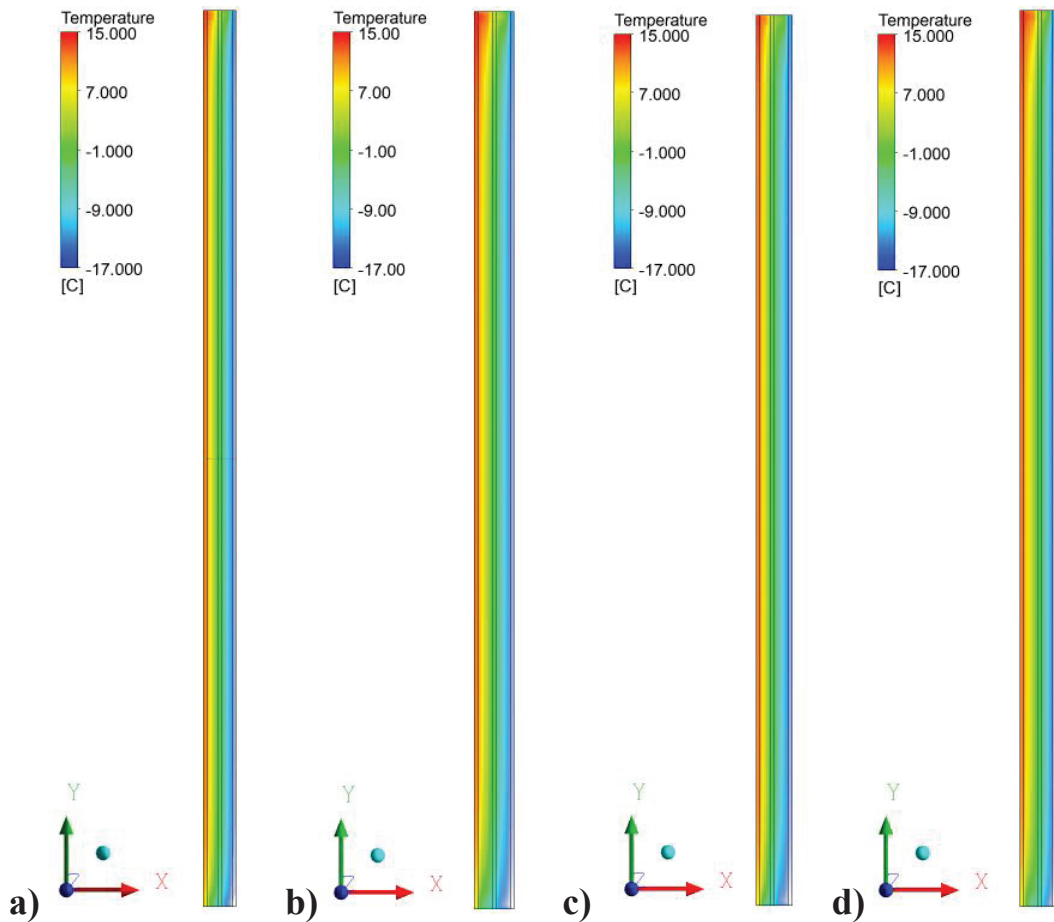 Temperature
15.000
7.000
-1.000
-9.000
-17.000
[C]
Y
X
a)
Temperature
15.00
7.00
-1.00
-9.00
-17.00
[C]
Y
X
b)
Temperature
15.000
7.000
-1.000
-9.000
-17.000
[C]
Y
X
c)
Temperature
15.000
7.000
-1.000
-9.000
-17.000
[C]
Y
X
d)